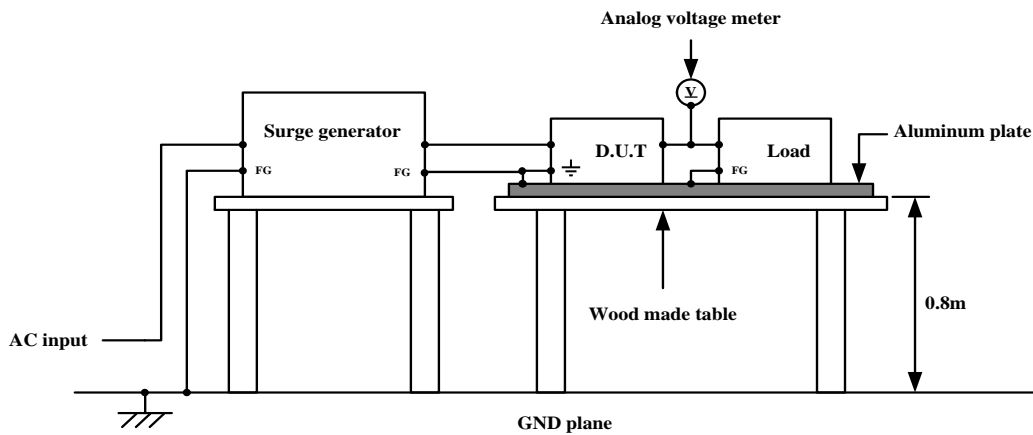 Analog voltage meter
V
Surge generator
D.U.T
Load
Aluminum plate
FG
FG
FG
Wood made table
0.8m
AC input
GND plane